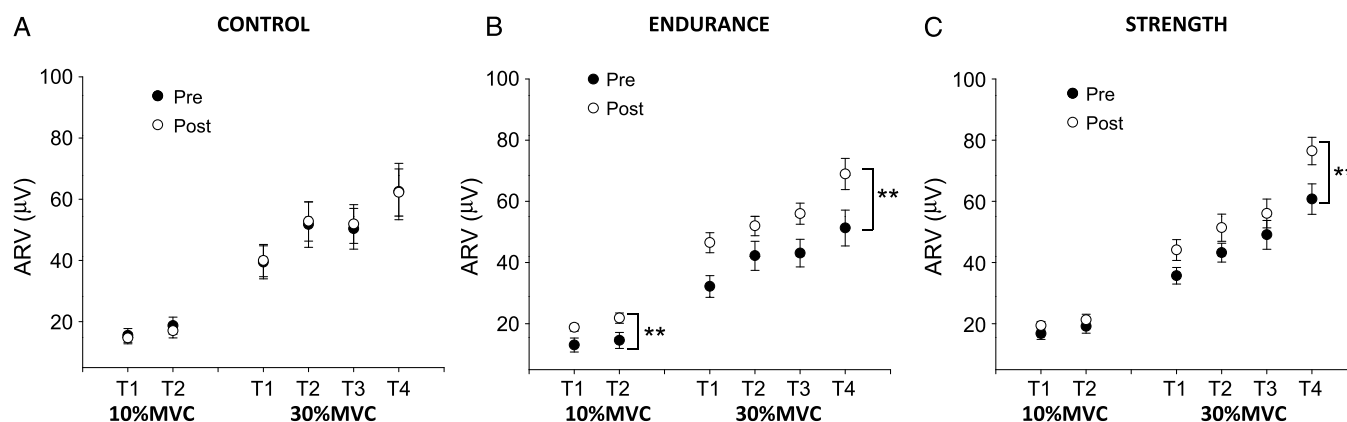 A CONTROL
Pre
Post
ARV (μV)
100
80
60
40
20
T1 T2 T1 T2 T3 T4
10%MVC 30%MVC
B ENDURANCE
Pre
Post
ARV (μV)
100
80
60
40
20
**
**
T1 T2 T1 T2 T3 T4
10%MVC 30%MVC
C STRENGTH
Pre
Post
ARV (μV)
100
80
60
40
20
**
T1 T2 T1 T2 T3 T4
10%MVC 30%MVC